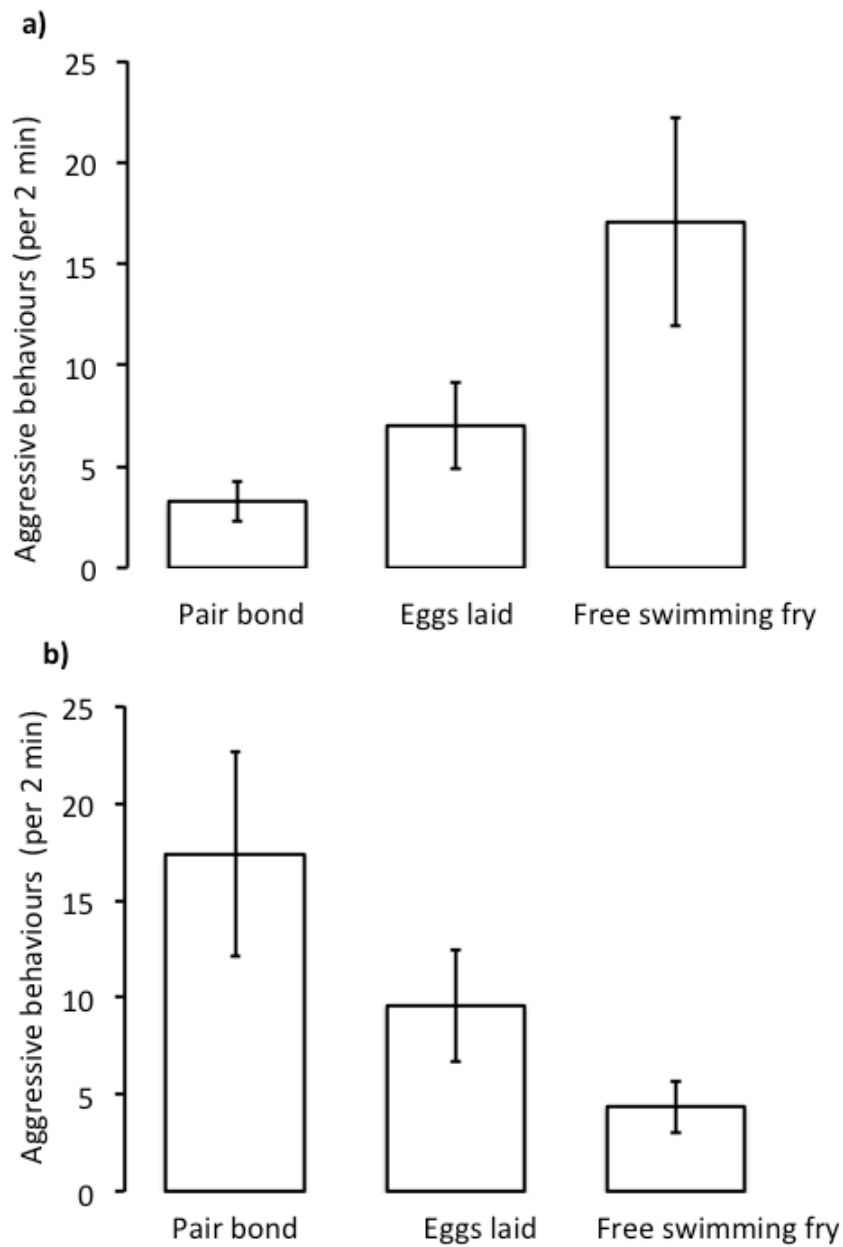 a)
Aggressive behaviours (per 2 min)
25
20
15
10
5
0
Pair bond
Eggs laid
Free swimming fry
b)
Aggressive behaviours (per 2 min)
25
20
15
10
5
0
Pair bond
Eggs laid
Free swimming fry